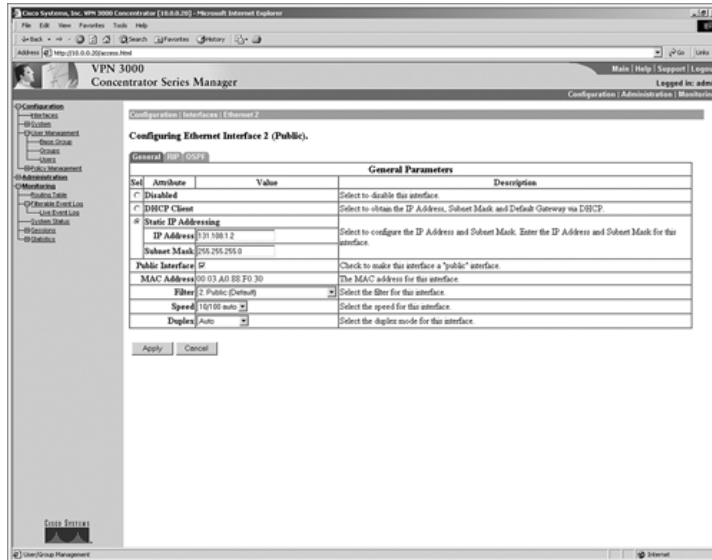 Cisco Systems, Inc. VPN 3000 Concentrator [10.0.0.20] - Microsoft Internet Explorer
File Edit View Favorites Tools Help
Back Search Favorites History
Address http://10.0.0.20/access.html Go Links
VPN 3000
Concentrator Series Manager
Main | Help | Support | Logou
Logged in: adm
Configuration | Administration | Monitorin
Configuration
Interfaces
System
User Management
Base Group
Groups
Users
Policy Management
Administration
Monitoring
Routing Table
Filterable Event Log
Live Event Log
System Status
Sessions
Statistics
Configuration | Interfaces | Ethernet 2
Configuring Ethernet Interface 2 (Public).
General RIP OSPF
General Parameters
Sel Attribute Value Description
Disabled Select to disable this interface.
DHCP Client Select to obtain the IP Address, Subnet Mask and Default Gateway via DHCP.
Static IP Addressing
IP Address 131.108.1.2
Subnet Mask 255.255.255.0
Select to configure the IP Address and Subnet Mask. Enter the IP Address and Subnet Mask for this
interface.
Public Interface Check to make this interface a "public" interface.
MAC Address 00.03.A0.88.F0.30 The MAC address for this interface.
Filter 2. Public (Default) Select the filter for this interface.
Speed 10/100 auto Select the speed for this interface.
Duplex Auto Select the duplex mode for this interface.
Apply Cancel
CISCO SYSTEMS
User/Group Management Internet